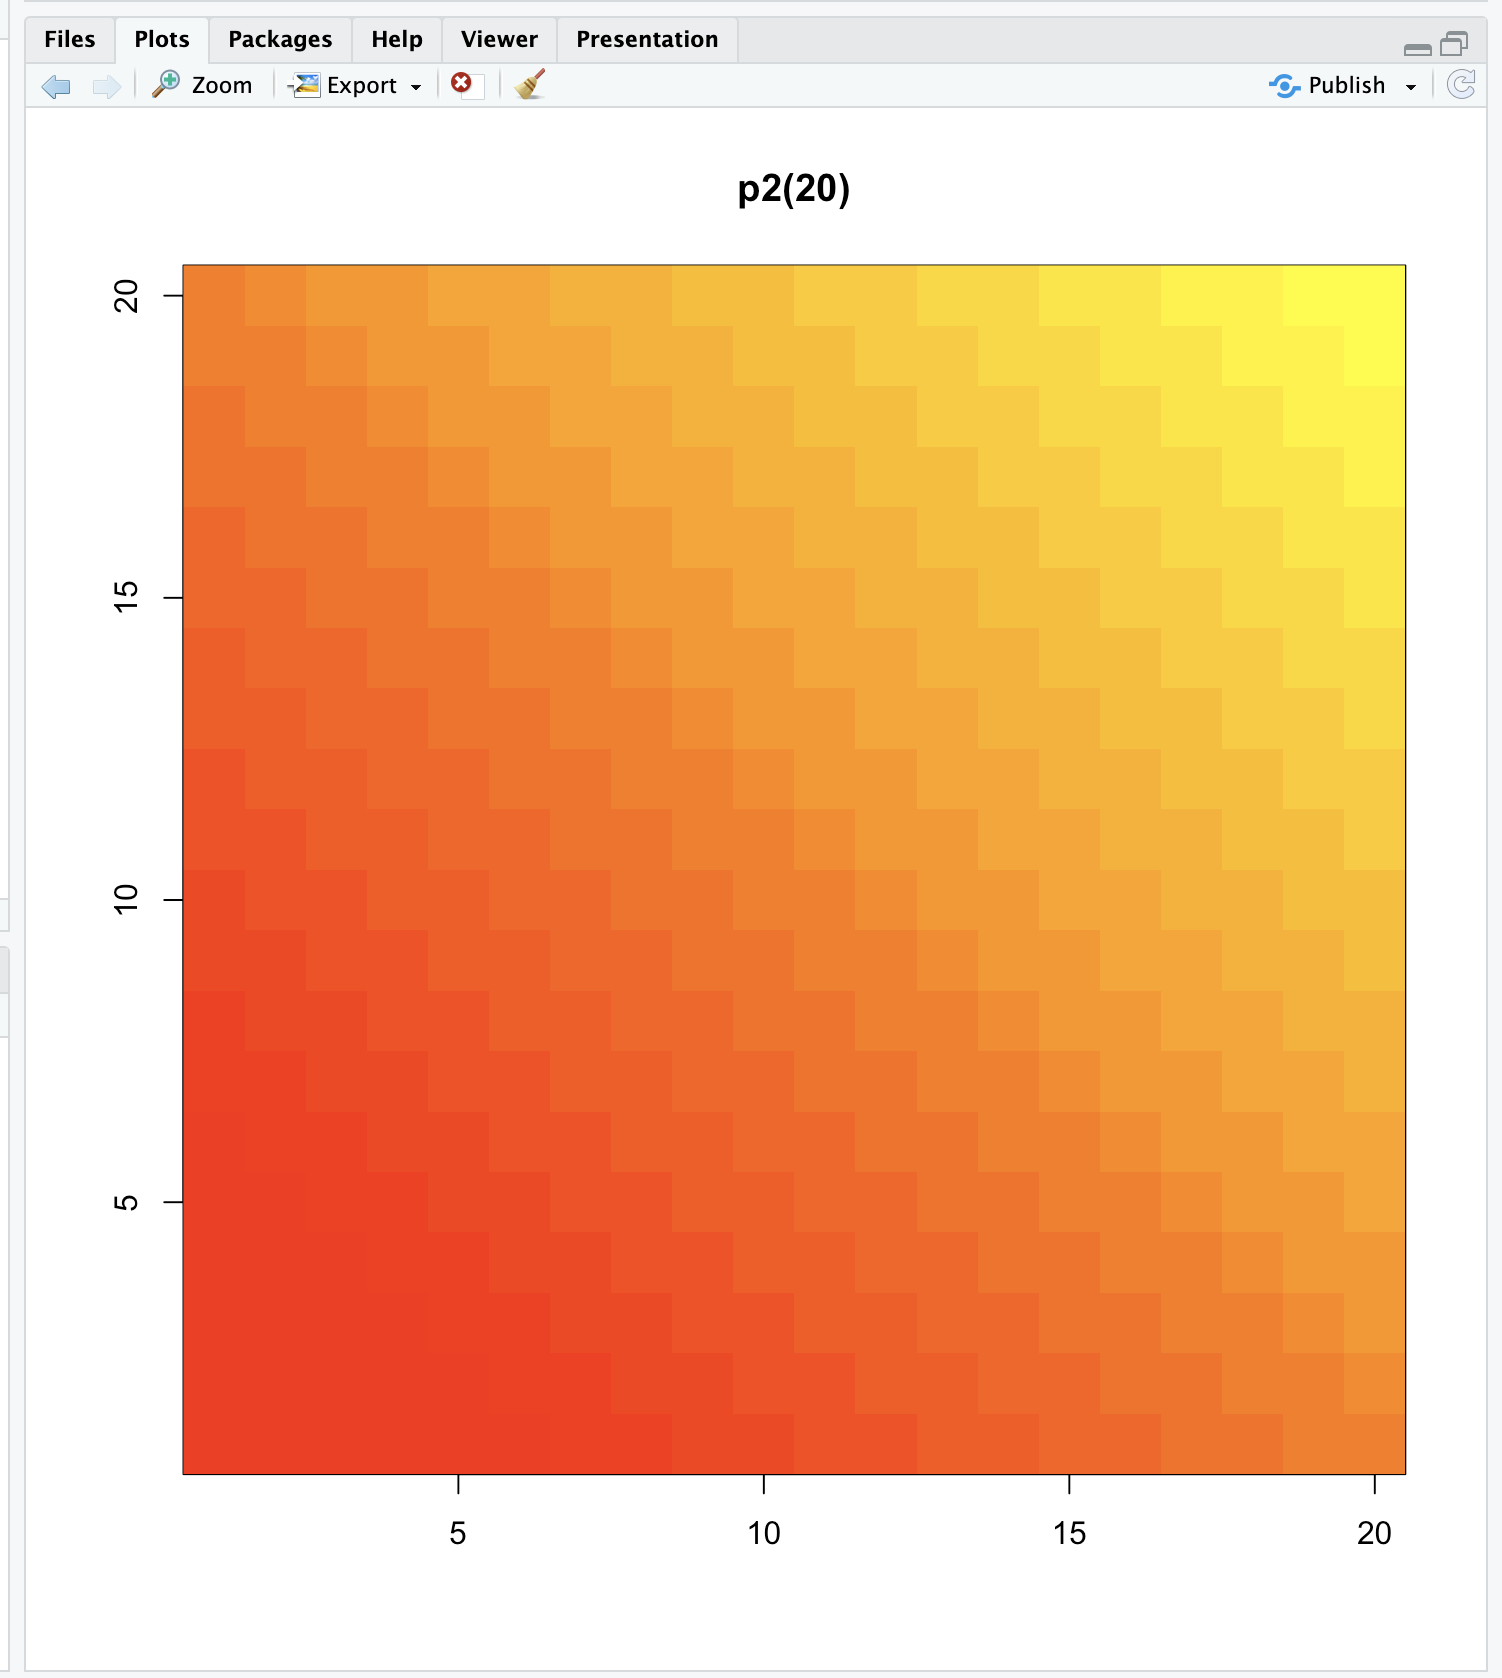 Files Plots Packages Help Viewer Presentation
Zoom Export Publish
p2(20)
20
15
10
5
5 10 15 20